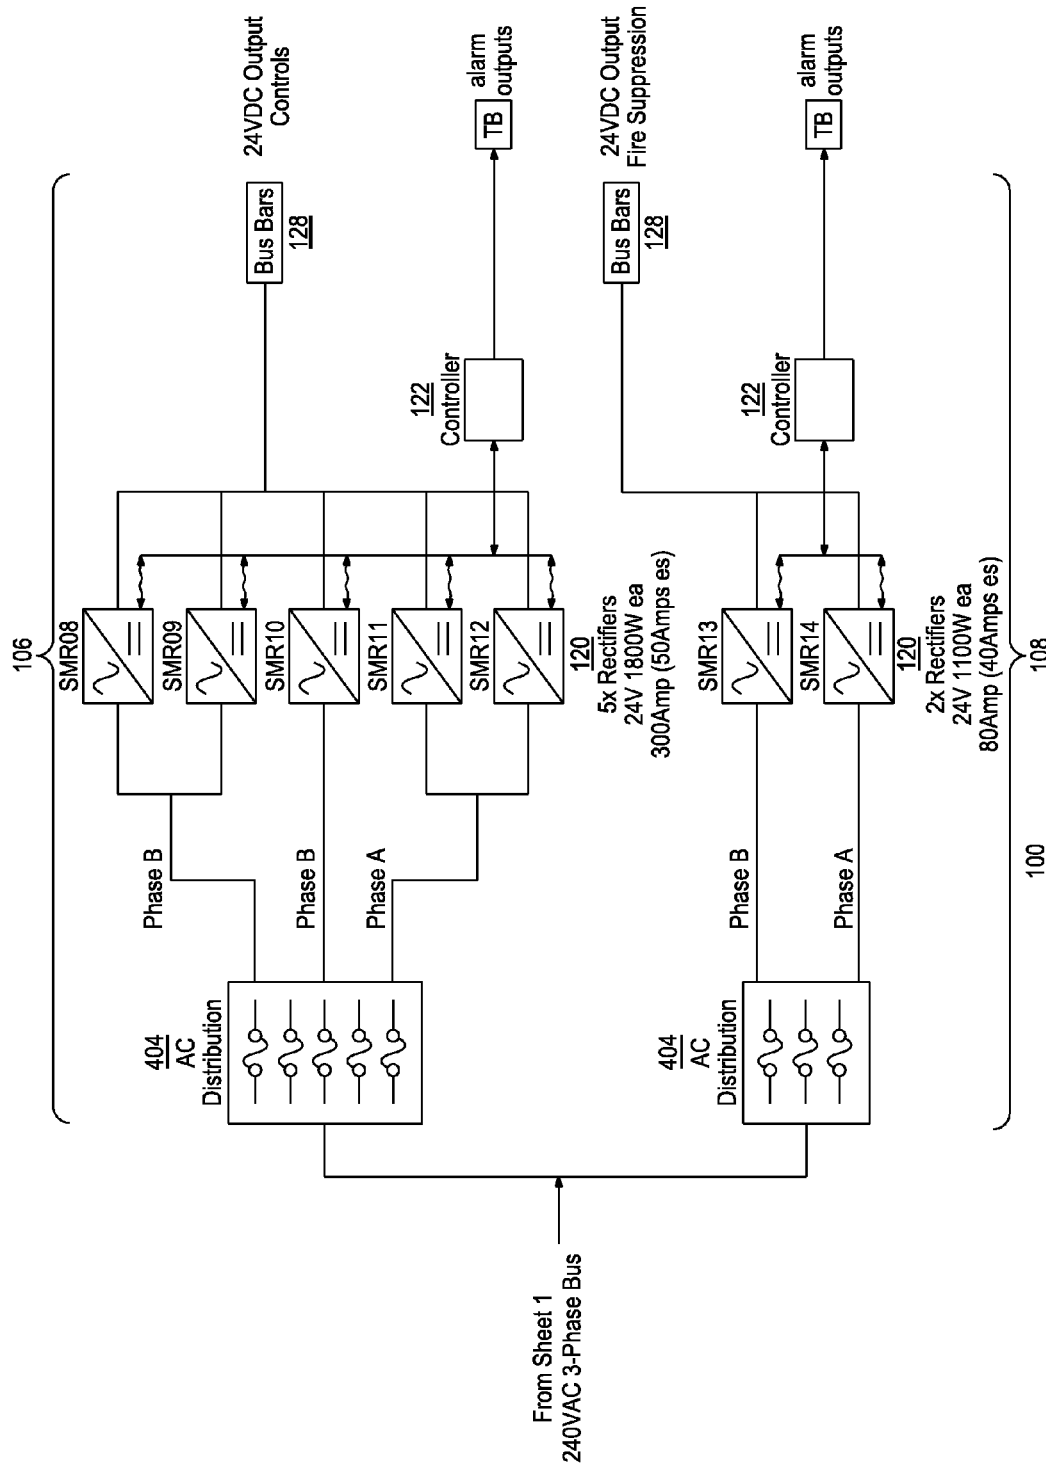 106
SMR08
SMR09
SMR10
SMR11
SMR12
120
5x Rectifiers
24V 1800W ea
300Amp (50Amps es)
Phase B
Phase B
Phase A
404
AC
Distribution
Bus Bars
128
24VDC Output
Controls
122
Controller
TB
alarm
outputs
From Sheet 1
240VAC 3-Phase Bus
404
AC
Distribution
Phase B
Phase A
SMR13
SMR14
120
2x Rectifiers
24V 1100W ea
80Amp (40Amps es)
Bus Bars
128
24VDC Output
Fire Suppression
122
Controller
TB
alarm
outputs
108
100